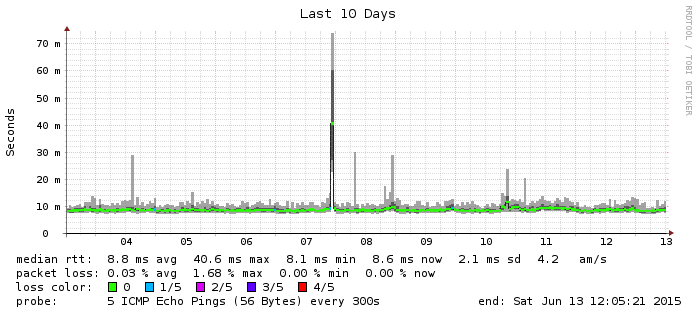 Last 10 Days
RRDTOOL / TOBI OETIKER
Seconds
70 m
60 m
50 m
40 m
30 m
20 m
10 m
0
04 05 06 07 08 09 10 11 12 13
median rtt: 8.8 ms avg 40.6 ms max 8.1 ms min 8.6 ms now 2.1 ms sd 4.2 am/s
packet loss: 0.03 % avg 1.68 % max 0.00 % min 0.00 % now
loss color: 0 1/5 2/5 3/5 4/5
probe: 5 ICMP Echo Pings (56 Bytes) every 300s end: Sat Jun 13 12:05:21 2015